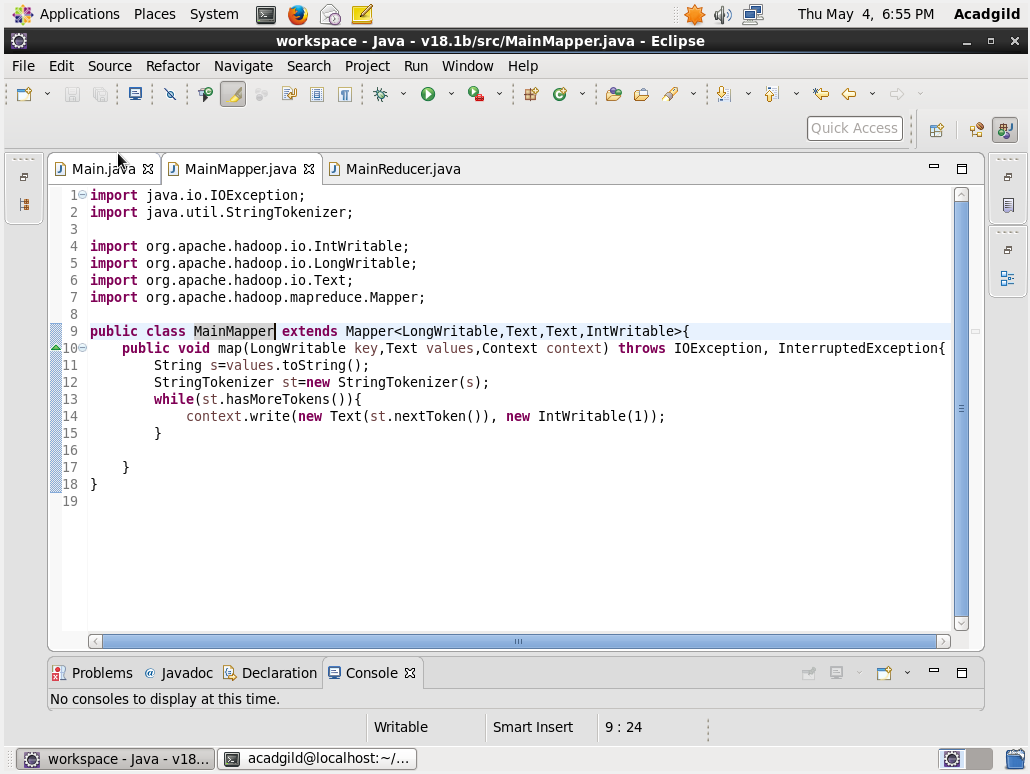 Applications Places System Thu May 4, 6:55 PM Acadgild
workspace - Java - v18.1b/src/MainMapper.java - Eclipse
File Edit Source Refactor Navigate Search Project Run Window Help
Quick Access
Main.java MainMapper.java MainReducer.java
1 import java.io.IOException;
2 import java.util.StringTokenizer;
3
4 import org.apache.hadoop.io.IntWritable;
5 import org.apache.hadoop.io.LongWritable;
6 import org.apache.hadoop.io.Text;
7 import org.apache.hadoop.mapreduce.Mapper;
8
9 public class MainMapper extends Mapper<LongWritable,Text,Text,IntWritable>{
10 public void map(LongWritable key,Text values,Context context) throws IOException, InterruptedException{
11 String s=values.toString();
12 StringTokenizer st=new StringTokenizer(s);
13 while(st.hasMoreTokens()){
14 context.write(new Text(st.nextToken()), new IntWritable(1));
15 }
16
17 }
18 }
19
Problems Javadoc Declaration Console
No consoles to display at this time.
Writable Smart Insert 9 : 24
workspace - Java - v18... acadgild@localhost:~/...